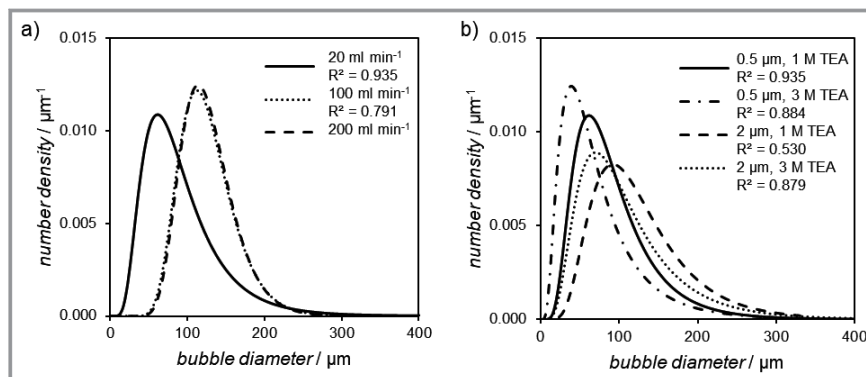 a)
0.015
0.010
0.005
0.000
number density / µm⁻¹
0
100
200
300
400
bubble diameter / µm
20 ml min⁻¹
R² = 0.935
100 ml min⁻¹
R² = 0.791
200 ml min⁻¹
b)
0.015
0.010
0.005
0.000
number density / µm⁻¹
0
100
200
300
400
bubble diameter / µm
0.5 µm, 1 M TEA
R² = 0.935
0.5 µm, 3 M TEA
R² = 0.884
2 µm, 1 M TEA
R² = 0.530
2 µm, 3 M TEA
R² = 0.879